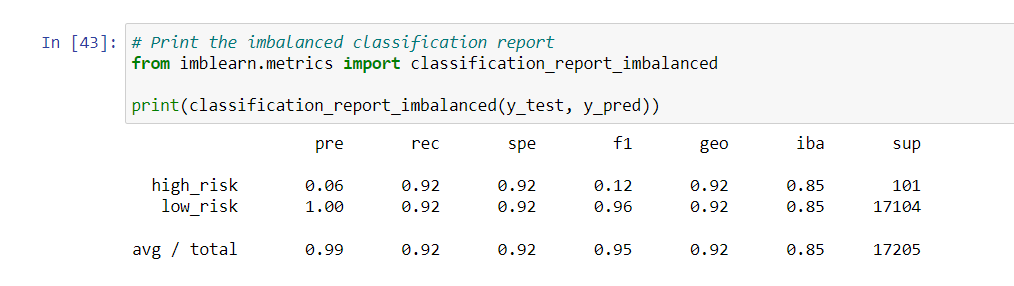 In [43]: # Print the imbalanced classification report
from imblearn.metrics import classification_report_imbalanced
print(classification_report_imbalanced(y_test, y_pred))
pre rec spe f1 geo iba sup
high_risk 0.06 0.92 0.92 0.12 0.92 0.85 101
low_risk 1.00 0.92 0.92 0.96 0.92 0.85 17104
avg / total 0.99 0.92 0.92 0.95 0.92 0.85 17205